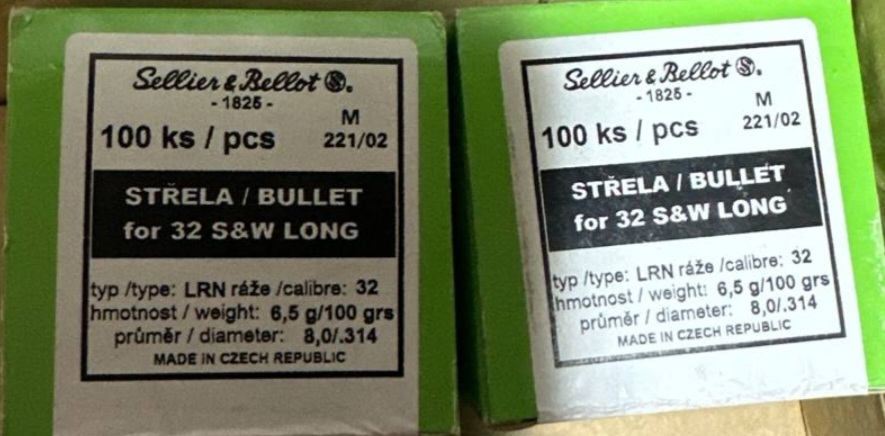 Sellier & Bellot S.
- 1825 -
M
100 ks / pcs 221/02
STŘELA / BULLET
for 32 S&W LONG
typ /type: LRN ráže /calibre: 32
hmotnost / weight: 6,5 g/100 grs
průměr / diameter: 8,0/.314
MADE IN CZECH REPUBLIC
Sellier & Bellot S.
- 1825 -
M
100 ks / pcs 221/02
STŘELA / BULLET
for 32 S&W LONG
typ /type: LRN ráže /calibre: 32
hmotnost / weight: 6,5 g/100 grs
průměr / diameter: 8,0/.314
MADE IN CZECH REPUBLIC